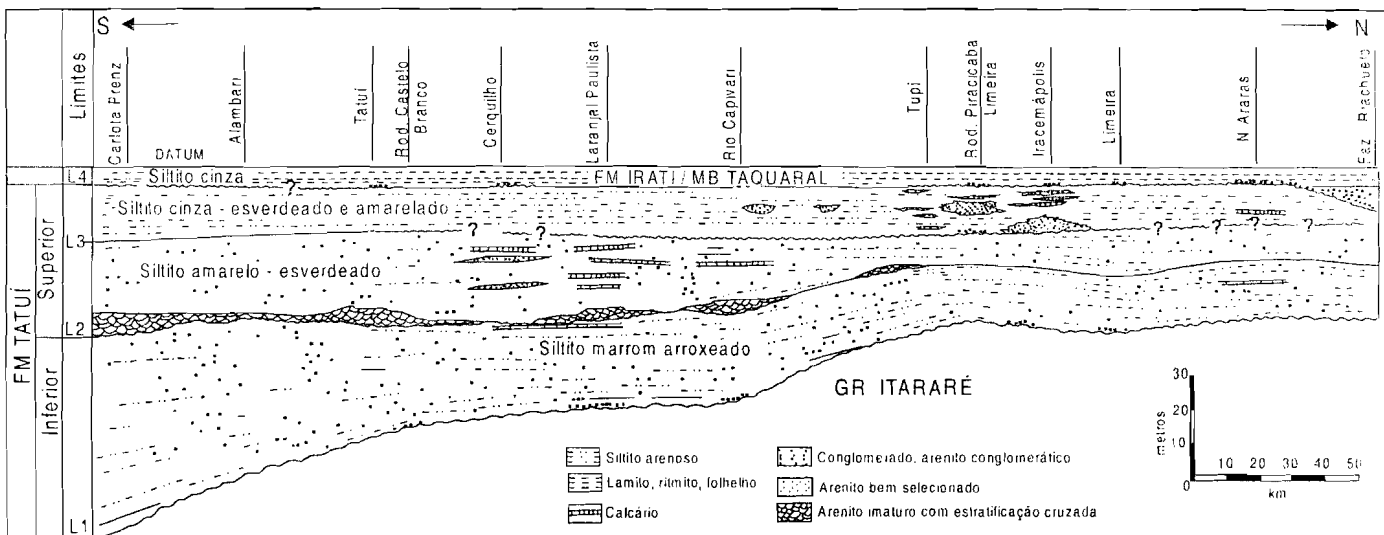 S
N
Limites
Carlota Prenz
Alambari
Tatuí
Rod. Castelo
Branco
Cerquilho
Laranjal Paulista
Rio Capivari
Tupi
Rod. Piracicaba
Limeira
Iracemápolis
Limeira
N Araras
Faz.
DATUM
L4
Siltito cinza
?
FM IRATI / MB TAQUARAL
Siltito cinza - esverdeado e amarelado
L3
? ?
? ? ? ?
Siltito amarelo - esverdeado
L2
Siltito marrom arroxeado
GR ITARARÉ
L1
FM TATUÍ
Superior
Inferior
Siltito arenoso
Lamito, ritmito, folhelho
Calcário
Conglomerado, arenito conglomerático
Arenito bem selecionado
Arenito imaturo com estratificação cruzada
metros
30
20
10
0
10 20 30 40 50
km